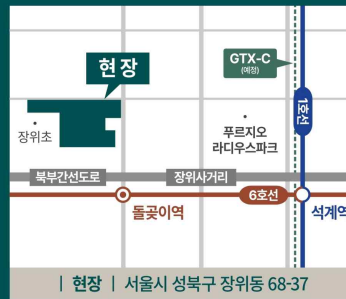 GTX-C
(예정)
현장
1호선
장위초
푸르지오
라디우스파크
북부간선도로
장위사거리
6호선
돌곶이역
석계역
| 현장 | 서울시 성북구 장위동 68-37